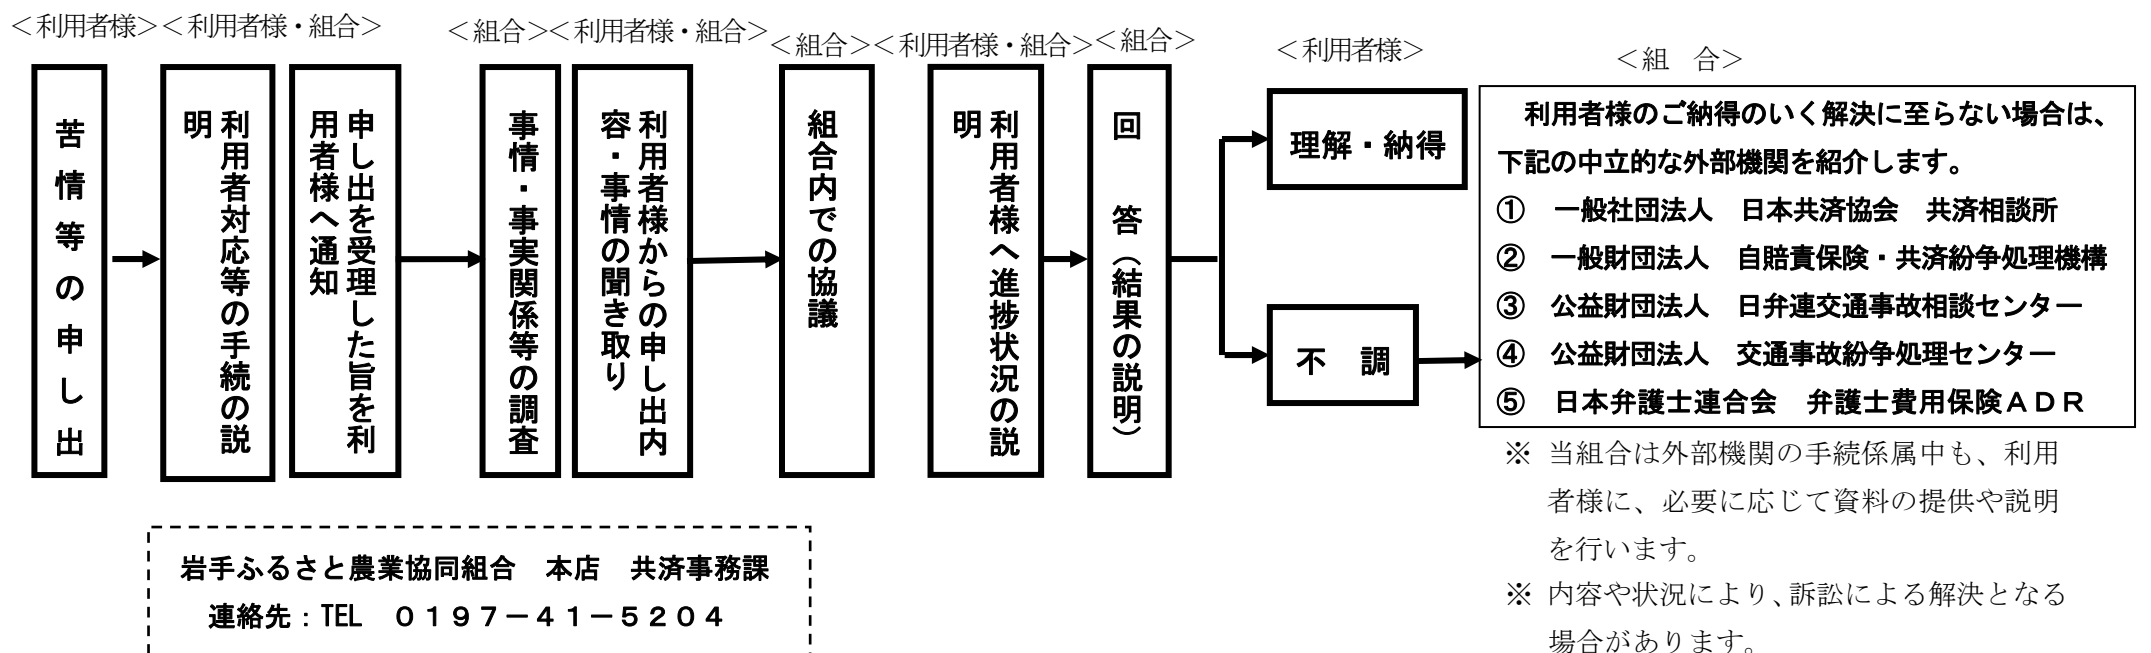 ＜利用者様＞
＜利用者様・組合＞
＜組合＞
＜利用者様・組合＞
＜組合＞
＜利用者様・組合＞
＜組合＞
＜利用者様＞
＜組　合＞
苦情等の申し出
利用者対応等の手続の説
明
申し出を受理した旨を利
用者様へ通知
事情・事実関係等の調査
利用者様からの申し出内
容・事情の聞き取り
組合内での協議
利用者様へ進捗状況の説
明
回　答（結果の説明）
理解・納得
不　調
利用者様のご納得のいく解決に至らない場合は、
下記の中立的な外部機関を紹介します。
①　一般社団法人　日本共済協会　共済相談所
②　一般財団法人　自賠責保険・共済紛争処理機構
③　公益財団法人　日弁連交通事故相談センター
④　公益財団法人　交通事故紛争処理センター
⑤　日本弁護士連合会　弁護士費用保険ＡＤＲ
※ 当組合は外部機関の手続係属中も、利用
者様に、必要に応じて資料の提供や説明
を行います。
※ 内容や状況により、訴訟による解決となる
場合があります。
岩手ふるさと農業協同組合　本店　共済事務課
連絡先：TEL　０１９７－４１－５２０４